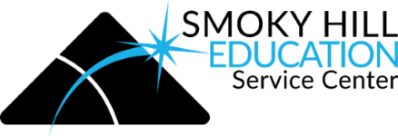 SMOKY HILL
EDUCATION
Service Center